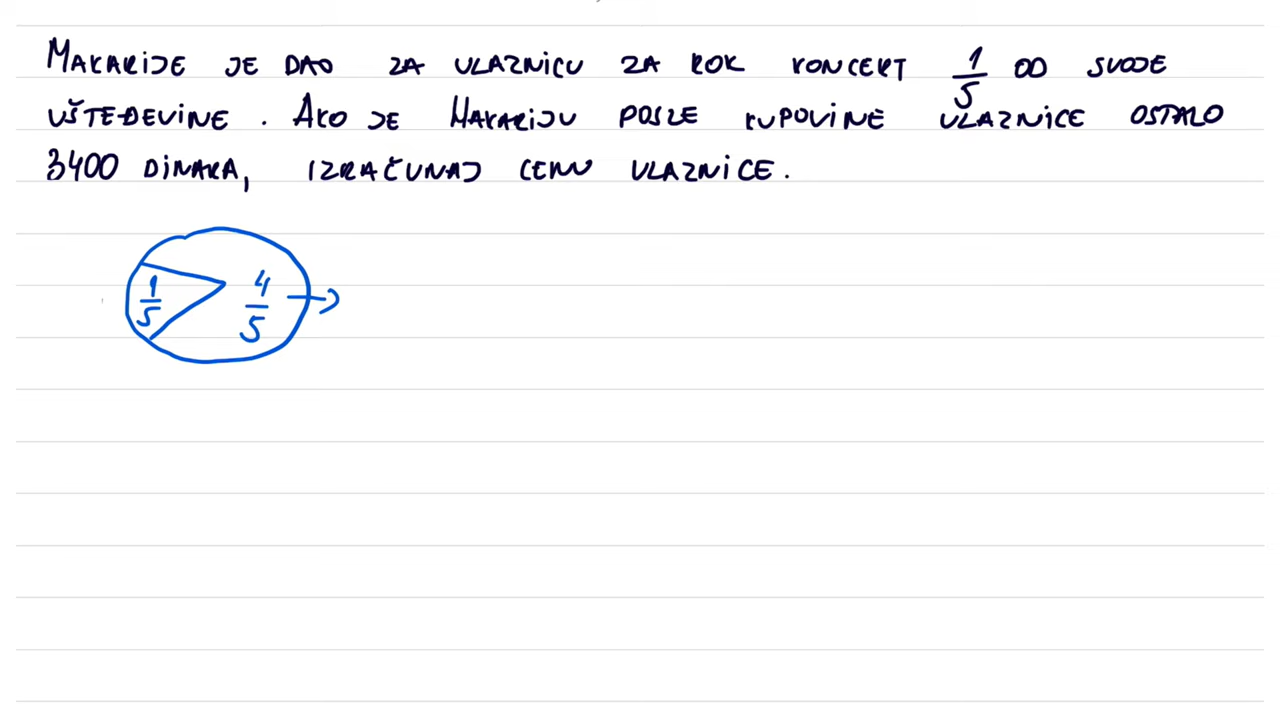 MAKARIJE JE DAO ZA ULAZNICU ZA ROK KONCERT 1/5 OD SVOJE
UŠTEĐEVINE. AKO JE MAKARIJU POSLE KUPOVINE ULAZNICE OSTALO
3400 DINARA, IZRAČUNAJ CENU ULAZNICE.
1/5 4/5 →